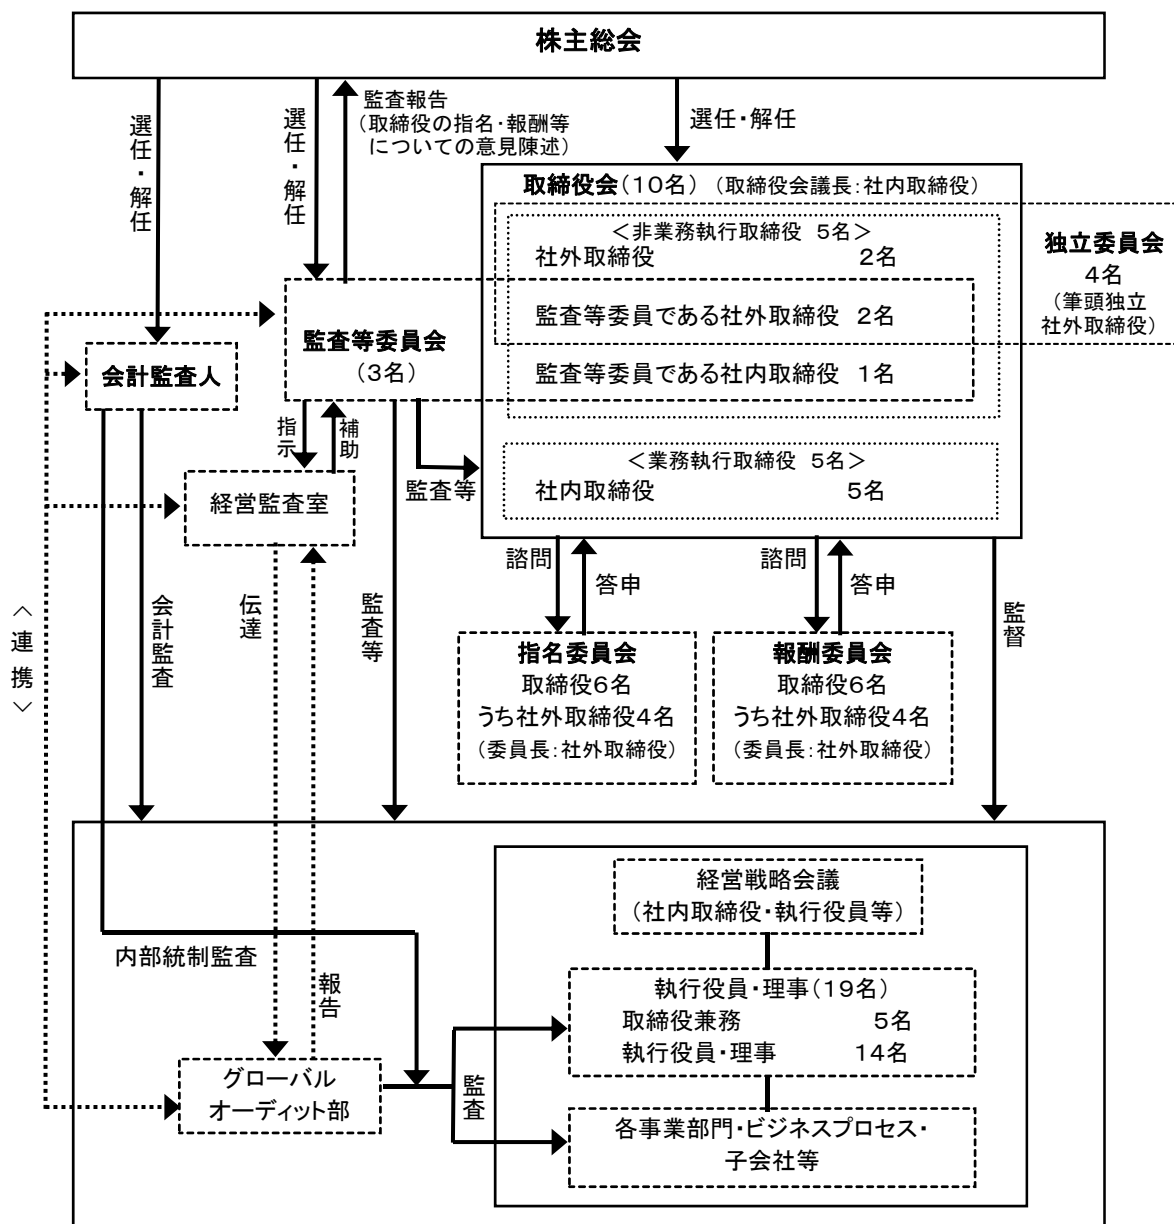 株主総会
選任・解任
選任・解任
監査報告
（取締役の指名・報酬等
についての意見陳述）
選任・解任
取締役会（１０名）（取締役会議長：社内取締役）
＜非業務執行取締役 ５名＞
社外取締役 ２名
監査等委員である社外取締役 ２名
監査等委員である社内取締役 １名
独立委員会
４名
（筆頭独立
社外取締役）
監査等委員会
（３名）
会計監査人
指示
補助
監査等
＜業務執行取締役 ５名＞
社内取締役 ５名
経営監査室
諮問
答申
諮問
答申
監督
＜連携＞
会計監査
伝達
監査等
指名委員会
取締役６名
うち社外取締役４名
（委員長：社外取締役）
報酬委員会
取締役６名
うち社外取締役４名
（委員長：社外取締役）
経営戦略会議
（社内取締役・執行役員等）
内部統制監査
報告
執行役員・理事（１９名）
取締役兼務 ５名
執行役員・理事 １４名
グローバル
オーディット部
監査
各事業部門・ビジネスプロセス・
子会社等